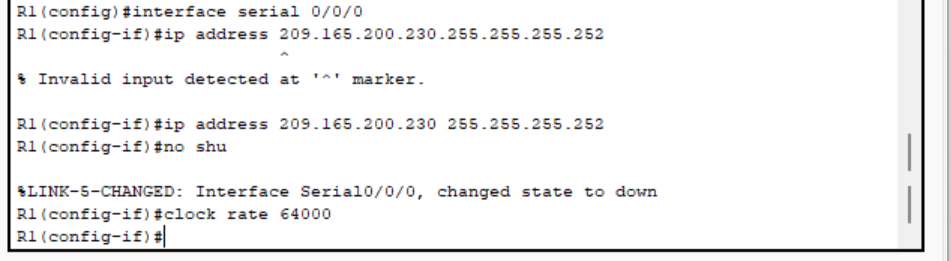 R1(config)#interface serial 0/0/0
R1(config-if)#ip address 209.165.200.230.255.255.255.252
^
% Invalid input detected at '^' marker.
R1(config-if)#ip address 209.165.200.230 255.255.255.252
R1(config-if)#no shu
%LINK-5-CHANGED: Interface Serial0/0/0, changed state to down
R1(config-if)#clock rate 64000
R1(config-if)#